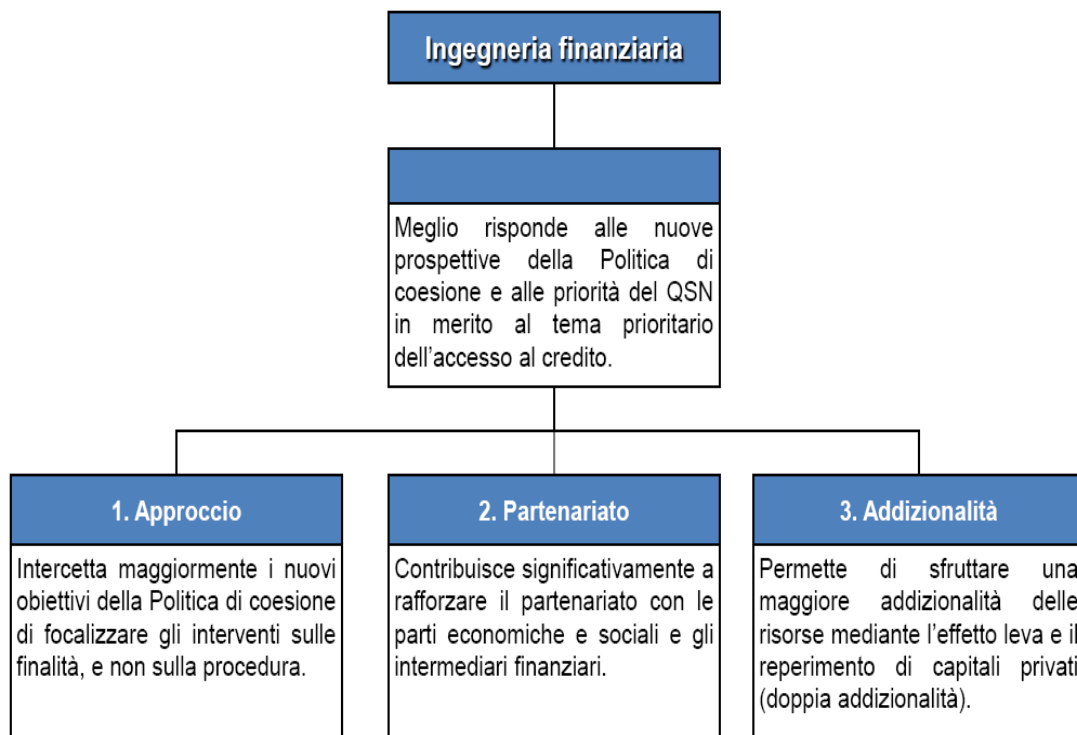 Ingegneria finanziaria
Meglio risponde alle nuove
prospettive della Politica di
coesione e alle priorità del QSN
in merito al tema prioritario
dell'accesso al credito.
1. Approccio
Intercetta maggiormente i nuovi
obiettivi della Politica di coesione
di focalizzare gli interventi sulle
finalità, e non sulla procedura.
2. Partenariato
Contribuisce significativamente a
rafforzare il partenariato con le
parti economiche e sociali e gli
intermediari finanziari.
3. Addizionalità
Permette di sfruttare una
maggiore addizionalità delle
risorse mediante l'effetto leva e il
reperimento di capitali privati
(doppia addizionalità).